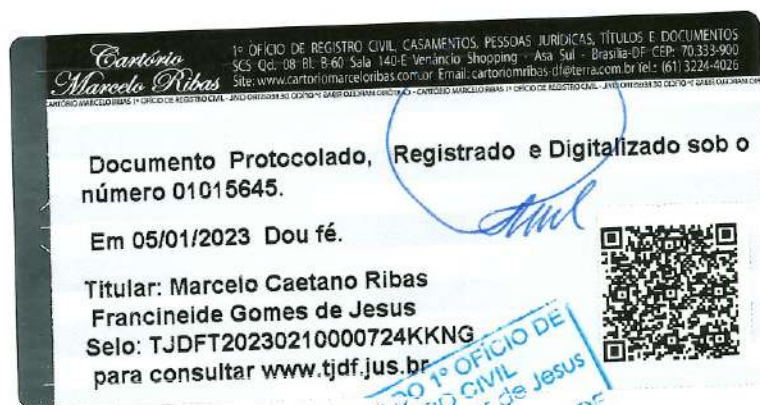 Cartório
Marcelo Ribas
1º OFÍCIO DE REGISTRO CIVIL, CASAMENTOS, PESSOAS JURÍDICAS, TÍTULOS E DOCUMENTOS
SCS Qd. 08 Bl. B-60 Sala 140-E Venâncio Shopping - Asa Sul - Brasília-DF CEP: 70.333-900
Site: www.cartoriomarceloribas.com.br Email: cartoriomribas-df@terra.com.br Tel.: (61) 3224-4026
Documento Protocolado, Registrado e Digitalizado sob o
número 01015645.
Em 05/01/2023 Dou fé.
Titular: Marcelo Caetano Ribas
Francineide Gomes de Jesus
Selo: TJDFT20230210000724KKNG
para consultar www.tjdf.jus.br
DO 1º OFÍCIO DE
CIVIL
de Jesus